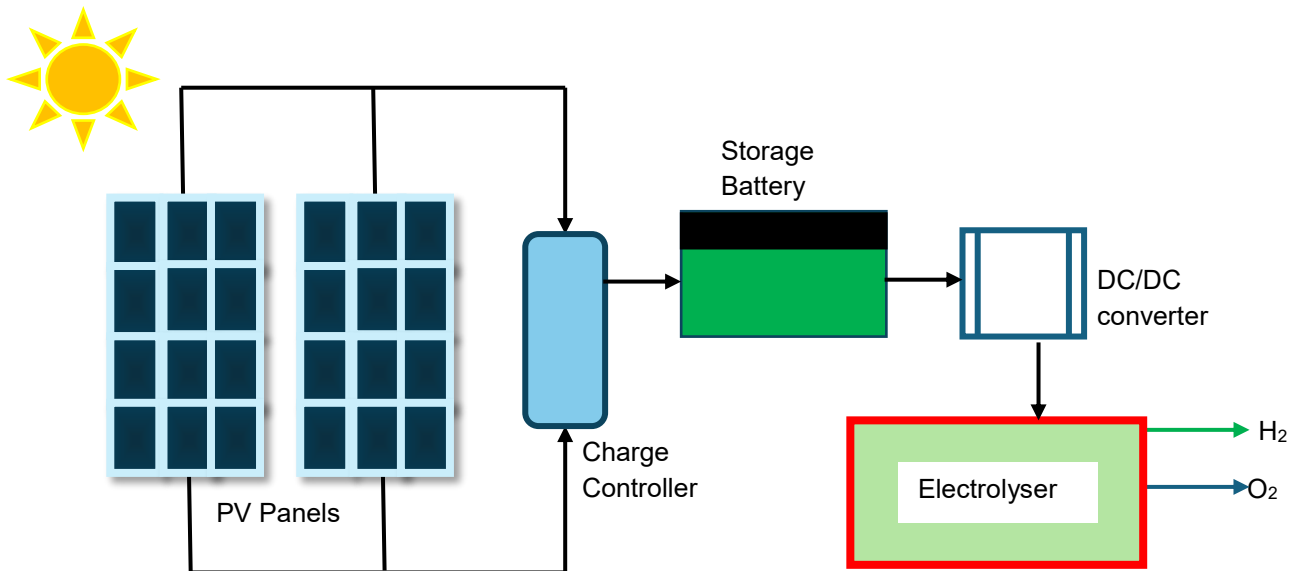 Storage
Battery
DC/DC
converter
Charge
Controller
PV Panels
Electrolyser
H₂
O₂